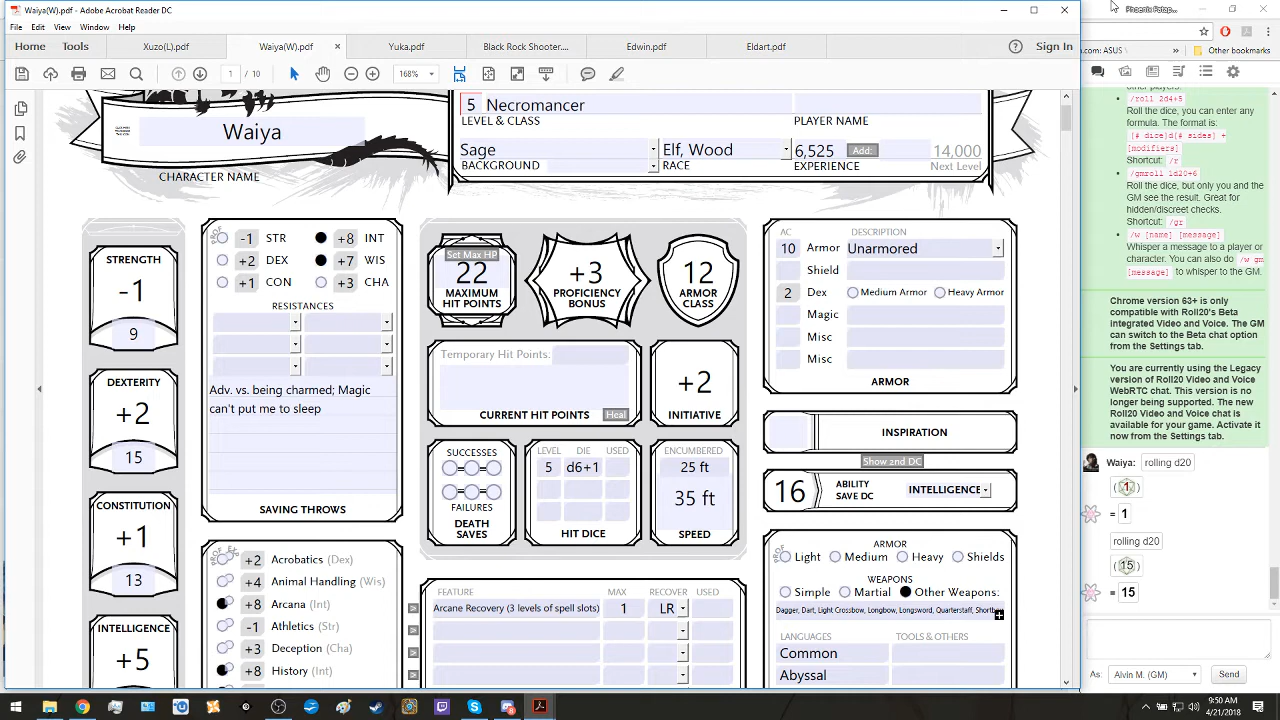 Waiya(W).pdf - Adobe Acrobat Reader DC
File Edit View Window Help
Home Tools Xuzo(L).pdf Waiya(W).pdf × Yuka.pdf Black Rock Shooter.... Edwin.pdf Eldart.pdf Sign In
1 / 10 168%
com: ASUS » Other bookmarks
5 Necromancer
LEVEL & CLASS PLAYER NAME
Waiya
CHARACTER NAME
Sage Elf, Wood 6,525 Add: 14,000
BACKGROUND RACE EXPERIENCE Next Level
STRENGTH
-1
9
DEXTERITY
+2
15
CONSTITUTION
+1
13
INTELLIGENCE
+5
PROF
-1 STR +8 INT
+2 DEX +7 WIS
+1 CON +3 CHA
RESISTANCES
Adv. vs. being charmed; Magic
can't put me to sleep
SAVING THROWS
+2 Acrobatics (Dex)
+4 Animal Handling (Wis)
+8 Arcana (Int)
-1 Athletics (Str)
+3 Deception (Cha)
+8 History (Int)
Set Max HP
22
MAXIMUM
HIT POINTS
+3
PROFICIENCY
BONUS
12
ARMOR
CLASS
Temporary Hit Points:
CURRENT HIT POINTS Heal
+2
INITIATIVE
SUCCESSES
FAILURES
DEATH
SAVES
LEVEL DIE USED
5 d6+1
HIT DICE
ENCUMBERED
25 ft
35 ft
SPEED
FEATURE MAX RECOVER USED
Arcane Recovery (3 levels of spell slots) 1 LR
AC DESCRIPTION
10 Armor Unarmored
Shield
2 Dex Medium Armor Heavy Armor
Magic
Misc
Misc
ARMOR
INSPIRATION
Show 2nd DC
16 ABILITY
SAVE DC INTELLIGENCE
ARMOR
PROF Light Medium Heavy Shields
WEAPONS
Simple Martial Other Weapons:
Dagger, Dart, Light Crossbow, Longbow, Longsword, Quarterstaff,
LANGUAGES TOOLS & OTHERS
Common
Abyssal
other players.
/roll 2d4+5
Roll the dice, you can enter any
formula. The format is:
[# dice]d[# sides] +
[modifiers]
Shortcut: /r
/gmroll 1d20+6
Roll the dice, but only you and the
GM see the result. Great for
hidden/discreet checks.
Shortcut: /gr
/w [name] [message]
Whisper a message to a player or
character. You can also do /w gm
[message] to whisper to the GM.
Chrome version 63+ is only
compatible with Roll20's Beta
Integrated Video and Voice. The GM
can switch to the Beta chat option
from the Settings tab.
You are currently using the Legacy
version of Roll20 Video and Voice
WebRTC chat. This version is no
longer being supported. The new
Roll20 Video and Voice chat is
available for your game. Activate it
now from the Settings tab.
Waiya: rolling d20
(1)
= 1
rolling d20
(15)
= 15
As: Alvin M. (GM) Send
9:50 AM
4/21/2018